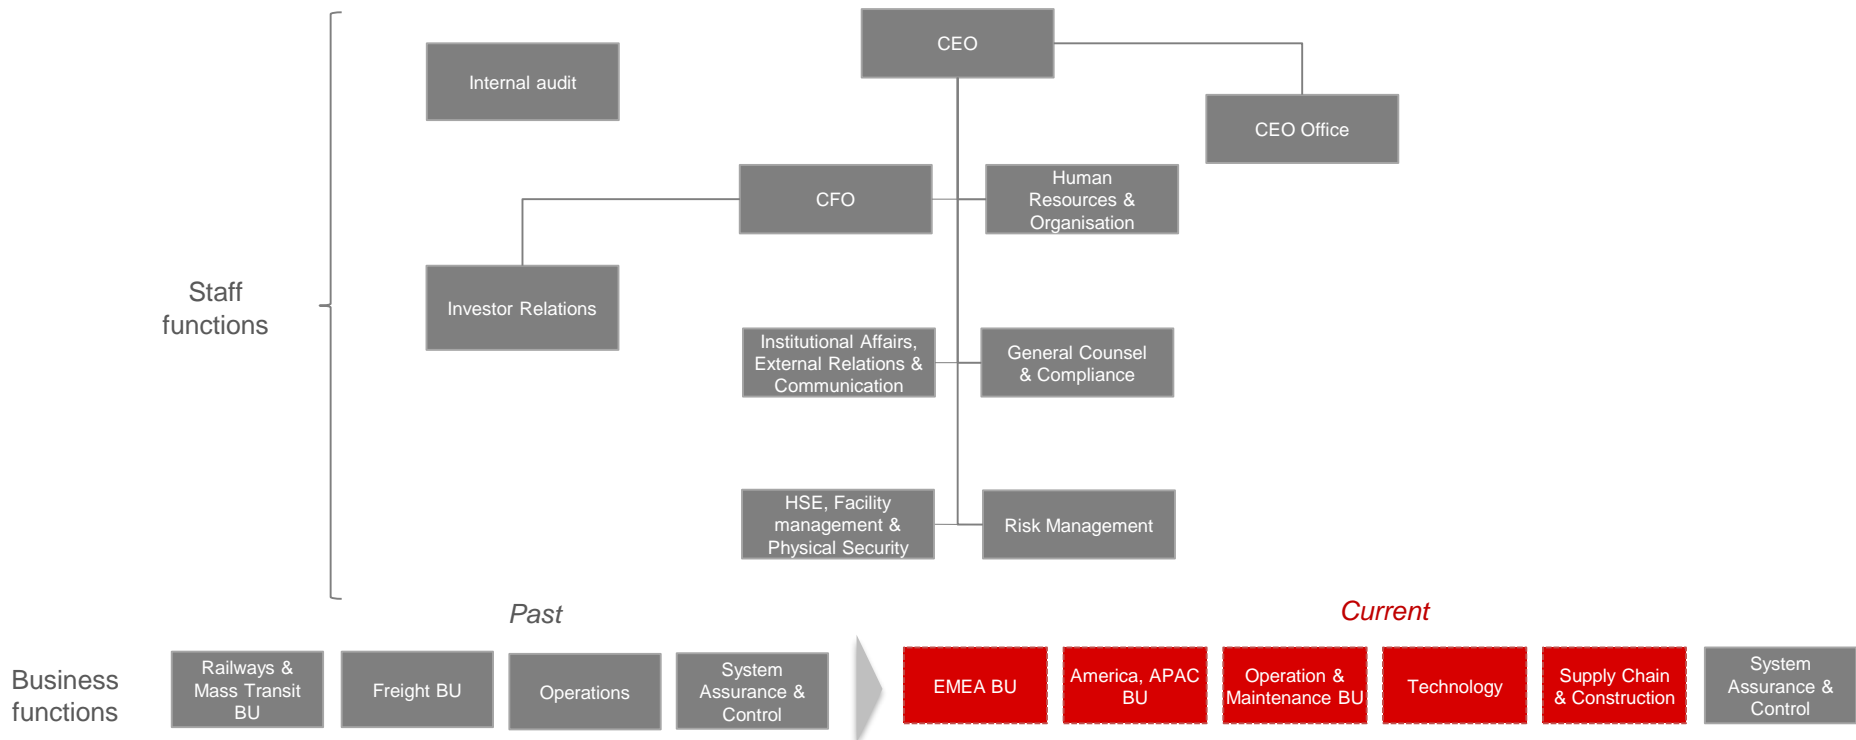 CEO
Internal audit
CEO Office
CFO
Human
Resources &
Organisation
Staff
functions
Investor Relations
Institutional Affairs,
External Relations &
Communication
General Counsel
& Compliance
HSE, Facility
management &
Physical Security
Risk Management
Past
Current
Business
functions
Railways &
Mass Transit
BU
Freight BU
Operations
System
Assurance &
Control
EMEA BU
America, APAC
BU
Operation &
Maintenance BU
Technology
Supply Chain
& Construction
System
Assurance &
Control